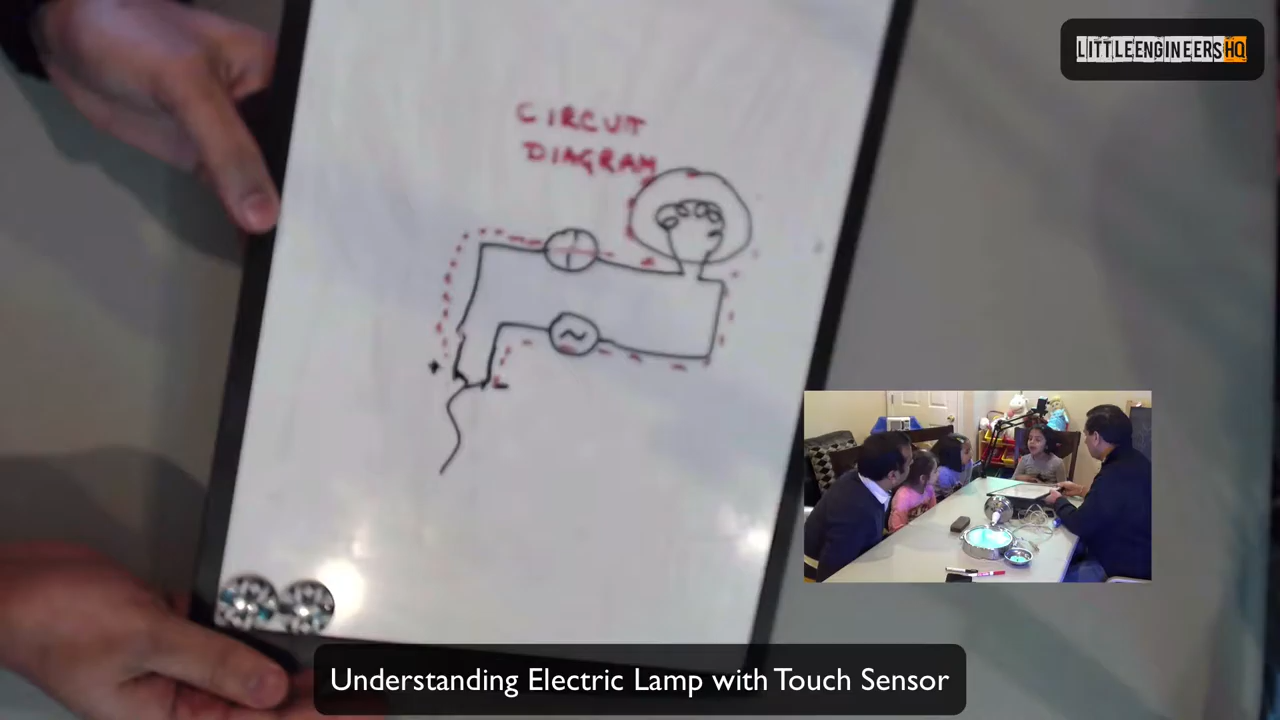 LITTLEENGINEERSHQ
CIRCUIT
DIAGRAM
+
Understanding Electric Lamp with Touch Sensor